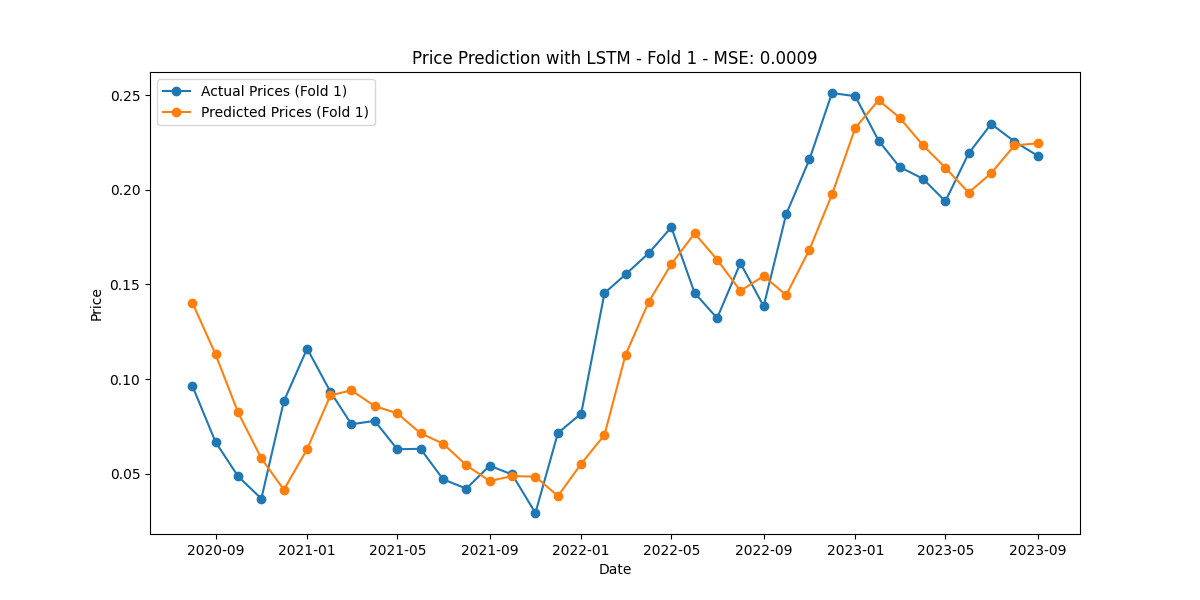 Price Prediction with LSTM - Fold 1 - MSE: 0.0009
Actual Prices (Fold 1)
Predicted Prices (Fold 1)
0.25
0.20
0.15
0.10
0.05
Price
2020-09 2021-01 2021-05 2021-09 2022-01 2022-05 2022-09 2023-01 2023-05 2023-09
Date